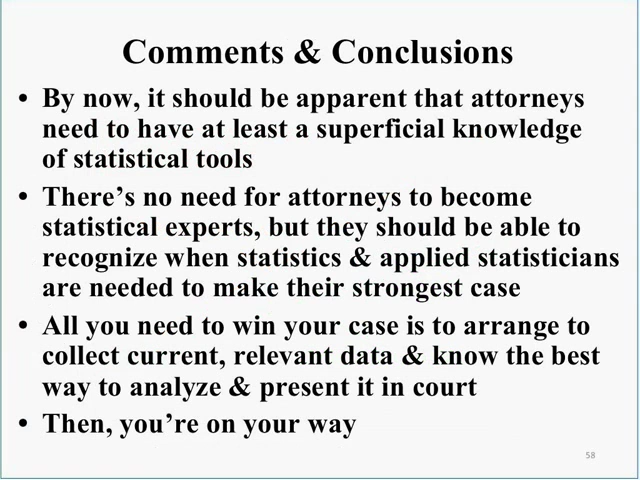 Comments & Conclusions
• By now, it should be apparent that attorneys
need to have at least a superficial knowledge
of statistical tools
• There’s no need for attorneys to become
statistical experts, but they should be able to
recognize when statistics & applied statisticians
are needed to make their strongest case
• All you need to win your case is to arrange to
collect current, relevant data & know the best
way to analyze & present it in court
• Then, you’re on your way
58